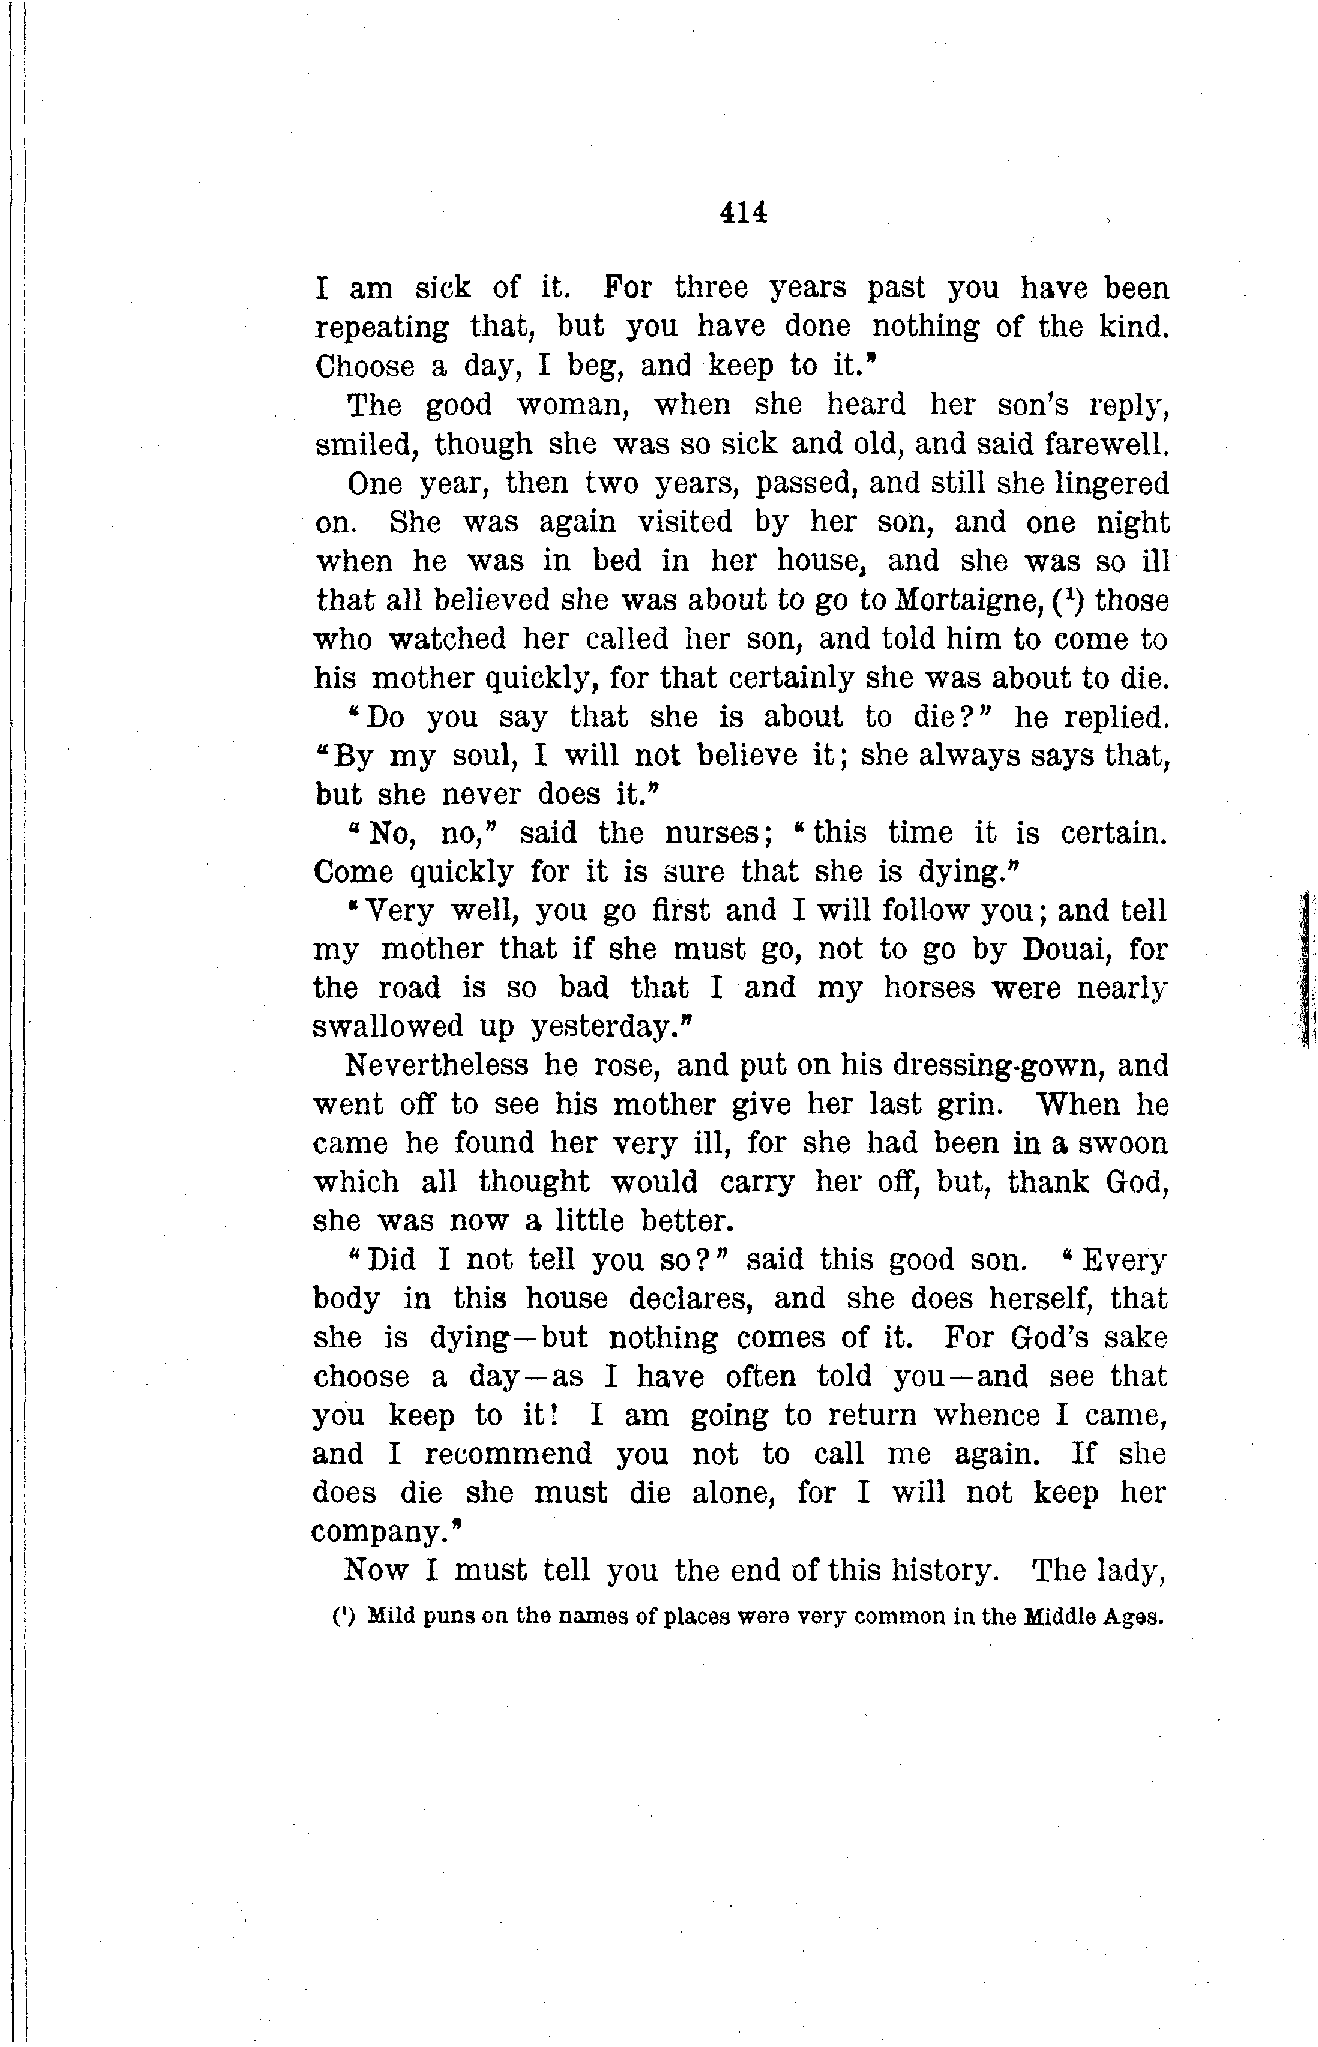 414
I am sick of it. For three years past you have been
repeating that, but you have done nothing of the kind.
Choose a day, I beg, and keep to it."
The good woman, when she heard her son's reply,
smiled, though she was so sick and old, and said farewell.
One year, then two years, passed, and still she lingered
on. She was again visited by her son, and one night
when he was in bed in her house, and she was so ill
that all believed she was about to go to Mortaigne, (¹) those
who watched her called her son, and told him to come to
his mother quickly, for that certainly she was about to die.
"Do you say that she is about to die?" he replied.
"By my soul, I will not believe it; she always says that,
but she never does it."
"No, no," said the nurses; "this time it is certain.
Come quickly for it is sure that she is dying."
"Very well, you go first and I will follow you; and tell
my mother that if she must go, not to go by Douai, for
the road is so bad that I and my horses were nearly
swallowed up yesterday."
Nevertheless he rose, and put on his dressing-gown, and
went off to see his mother give her last grin. When he
came he found her very ill, for she had been in a swoon
which all thought would carry her off, but, thank God,
she was now a little better.
"Did I not tell you so?" said this good son. "Every
body in this house declares, and she does herself, that
she is dying—but nothing comes of it. For God's sake
choose a day—as I have often told you—and see that
you keep to it! I am going to return whence I came,
and I recommend you not to call me again. If she
does die she must die alone, for I will not keep her
company."
Now I must tell you the end of this history. The lady,
(¹) Mild puns on the names of places were very common in the Middle Ages.